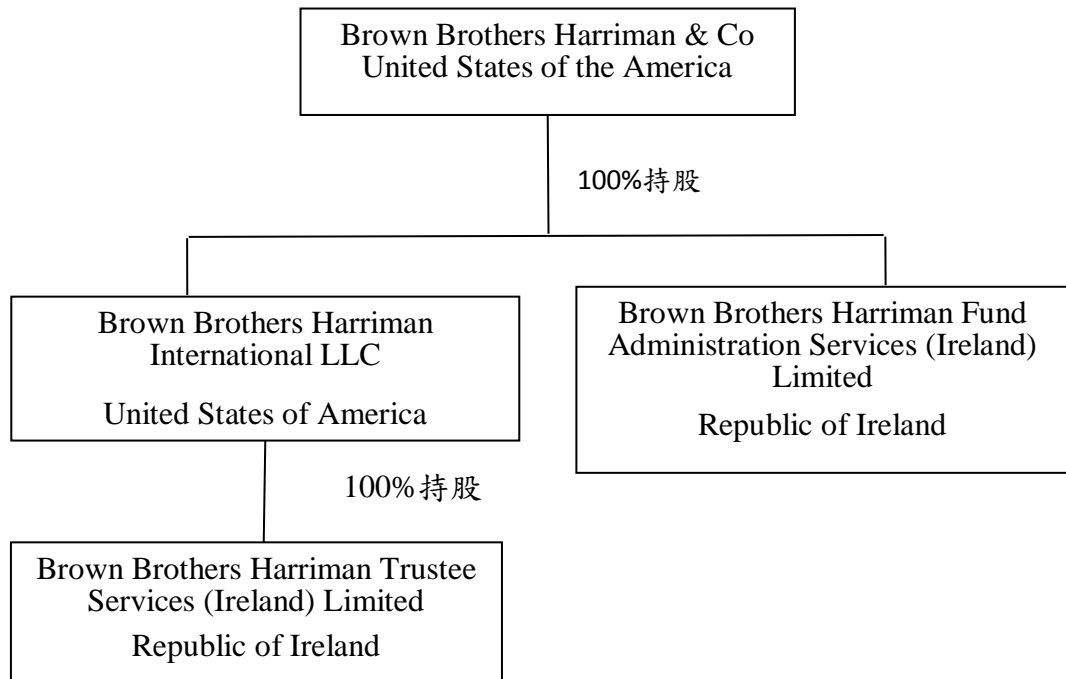 Brown Brothers Harriman & Co
United States of the America
100%持股
Brown Brothers Harriman
International LLC
United States of America
Brown Brothers Harriman Fund
Administration Services (Ireland)
Limited
Republic of Ireland
100%持股
Brown Brothers Harriman Trustee
Services (Ireland) Limited
Republic of Ireland